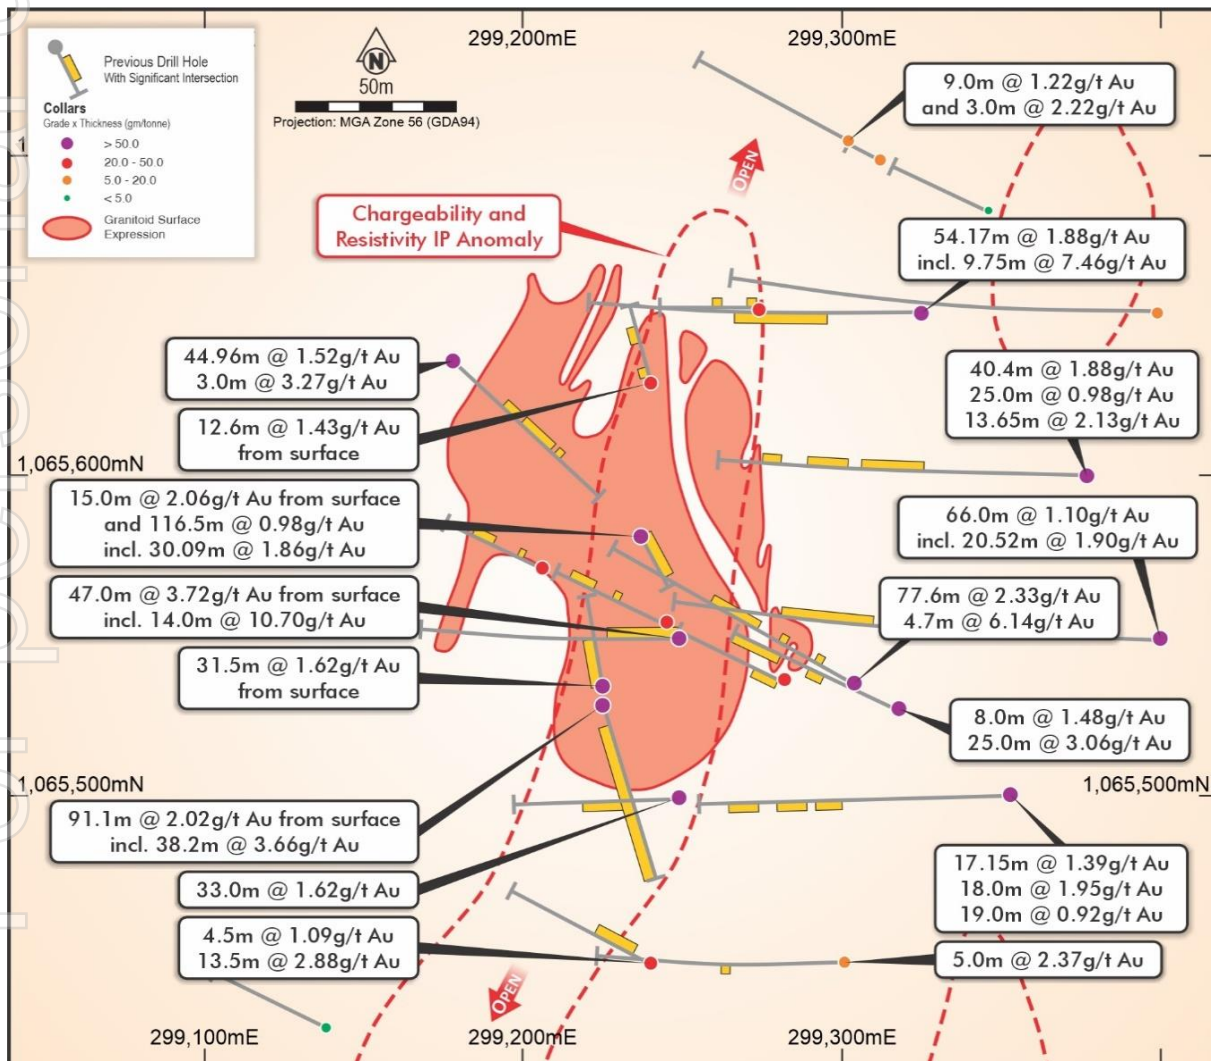 299,200mE
299,300mE
Previous Drill Hole
With Significant Intersection
Collars
Grade x Thickness (gm/tonne)
> 50.0
20.0 - 50.0
5.0 - 20.0
< 5.0
Granitoid Surface
Expression
N
50m
Projection: MGA Zone 56 (GDA94)
9.0m @ 1.22g/t Au
and 3.0m @ 2.22g/t Au
OPEN
Chargeability and
Resistivity IP Anomaly
54.17m @ 1.88g/t Au
incl. 9.75m @ 7.46g/t Au
44.96m @ 1.52g/t Au
3.0m @ 3.27g/t Au
40.4m @ 1.88g/t Au
25.0m @ 0.98g/t Au
13.65m @ 2.13g/t Au
12.6m @ 1.43g/t Au
from surface
1,065,600mN
15.0m @ 2.06g/t Au from surface
and 116.5m @ 0.98g/t Au
incl. 30.09m @ 1.86g/t Au
66.0m @ 1.10g/t Au
incl. 20.52m @ 1.90g/t Au
47.0m @ 3.72g/t Au from surface
incl. 14.0m @ 10.70g/t Au
77.6m @ 2.33g/t Au
4.7m @ 6.14g/t Au
31.5m @ 1.62g/t Au
from surface
8.0m @ 1.48g/t Au
25.0m @ 3.06g/t Au
1,065,500mN
1,065,500mN
91.1m @ 2.02g/t Au from surface
incl. 38.2m @ 3.66g/t Au
17.15m @ 1.39g/t Au
18.0m @ 1.95g/t Au
19.0m @ 0.92g/t Au
33.0m @ 1.62g/t Au
4.5m @ 1.09g/t Au
13.5m @ 2.88g/t Au
5.0m @ 2.37g/t Au
OPEN
299,100mE
299,200mE
299,300mE